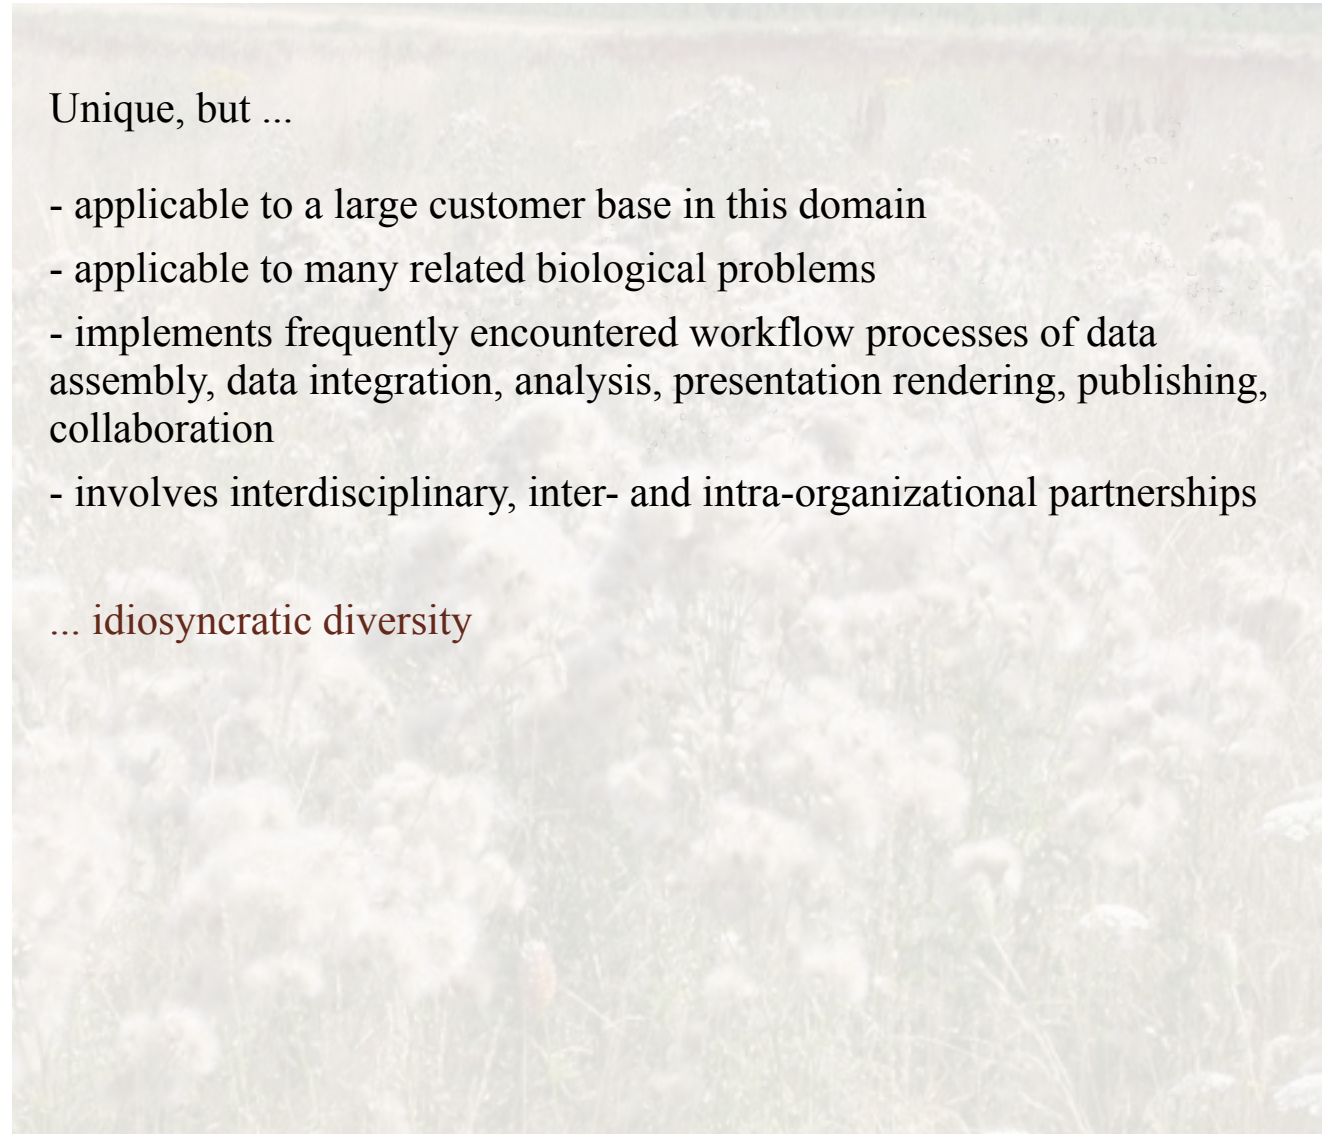 Unique, but ...
- applicable to a large customer base in this domain
- applicable to many related biological problems
- implements frequently encountered workflow processes of data
assembly, data integration, analysis, presentation rendering, publishing,
collaboration
- involves interdisciplinary, inter- and intra-organizational partnerships
... idiosyncratic diversity